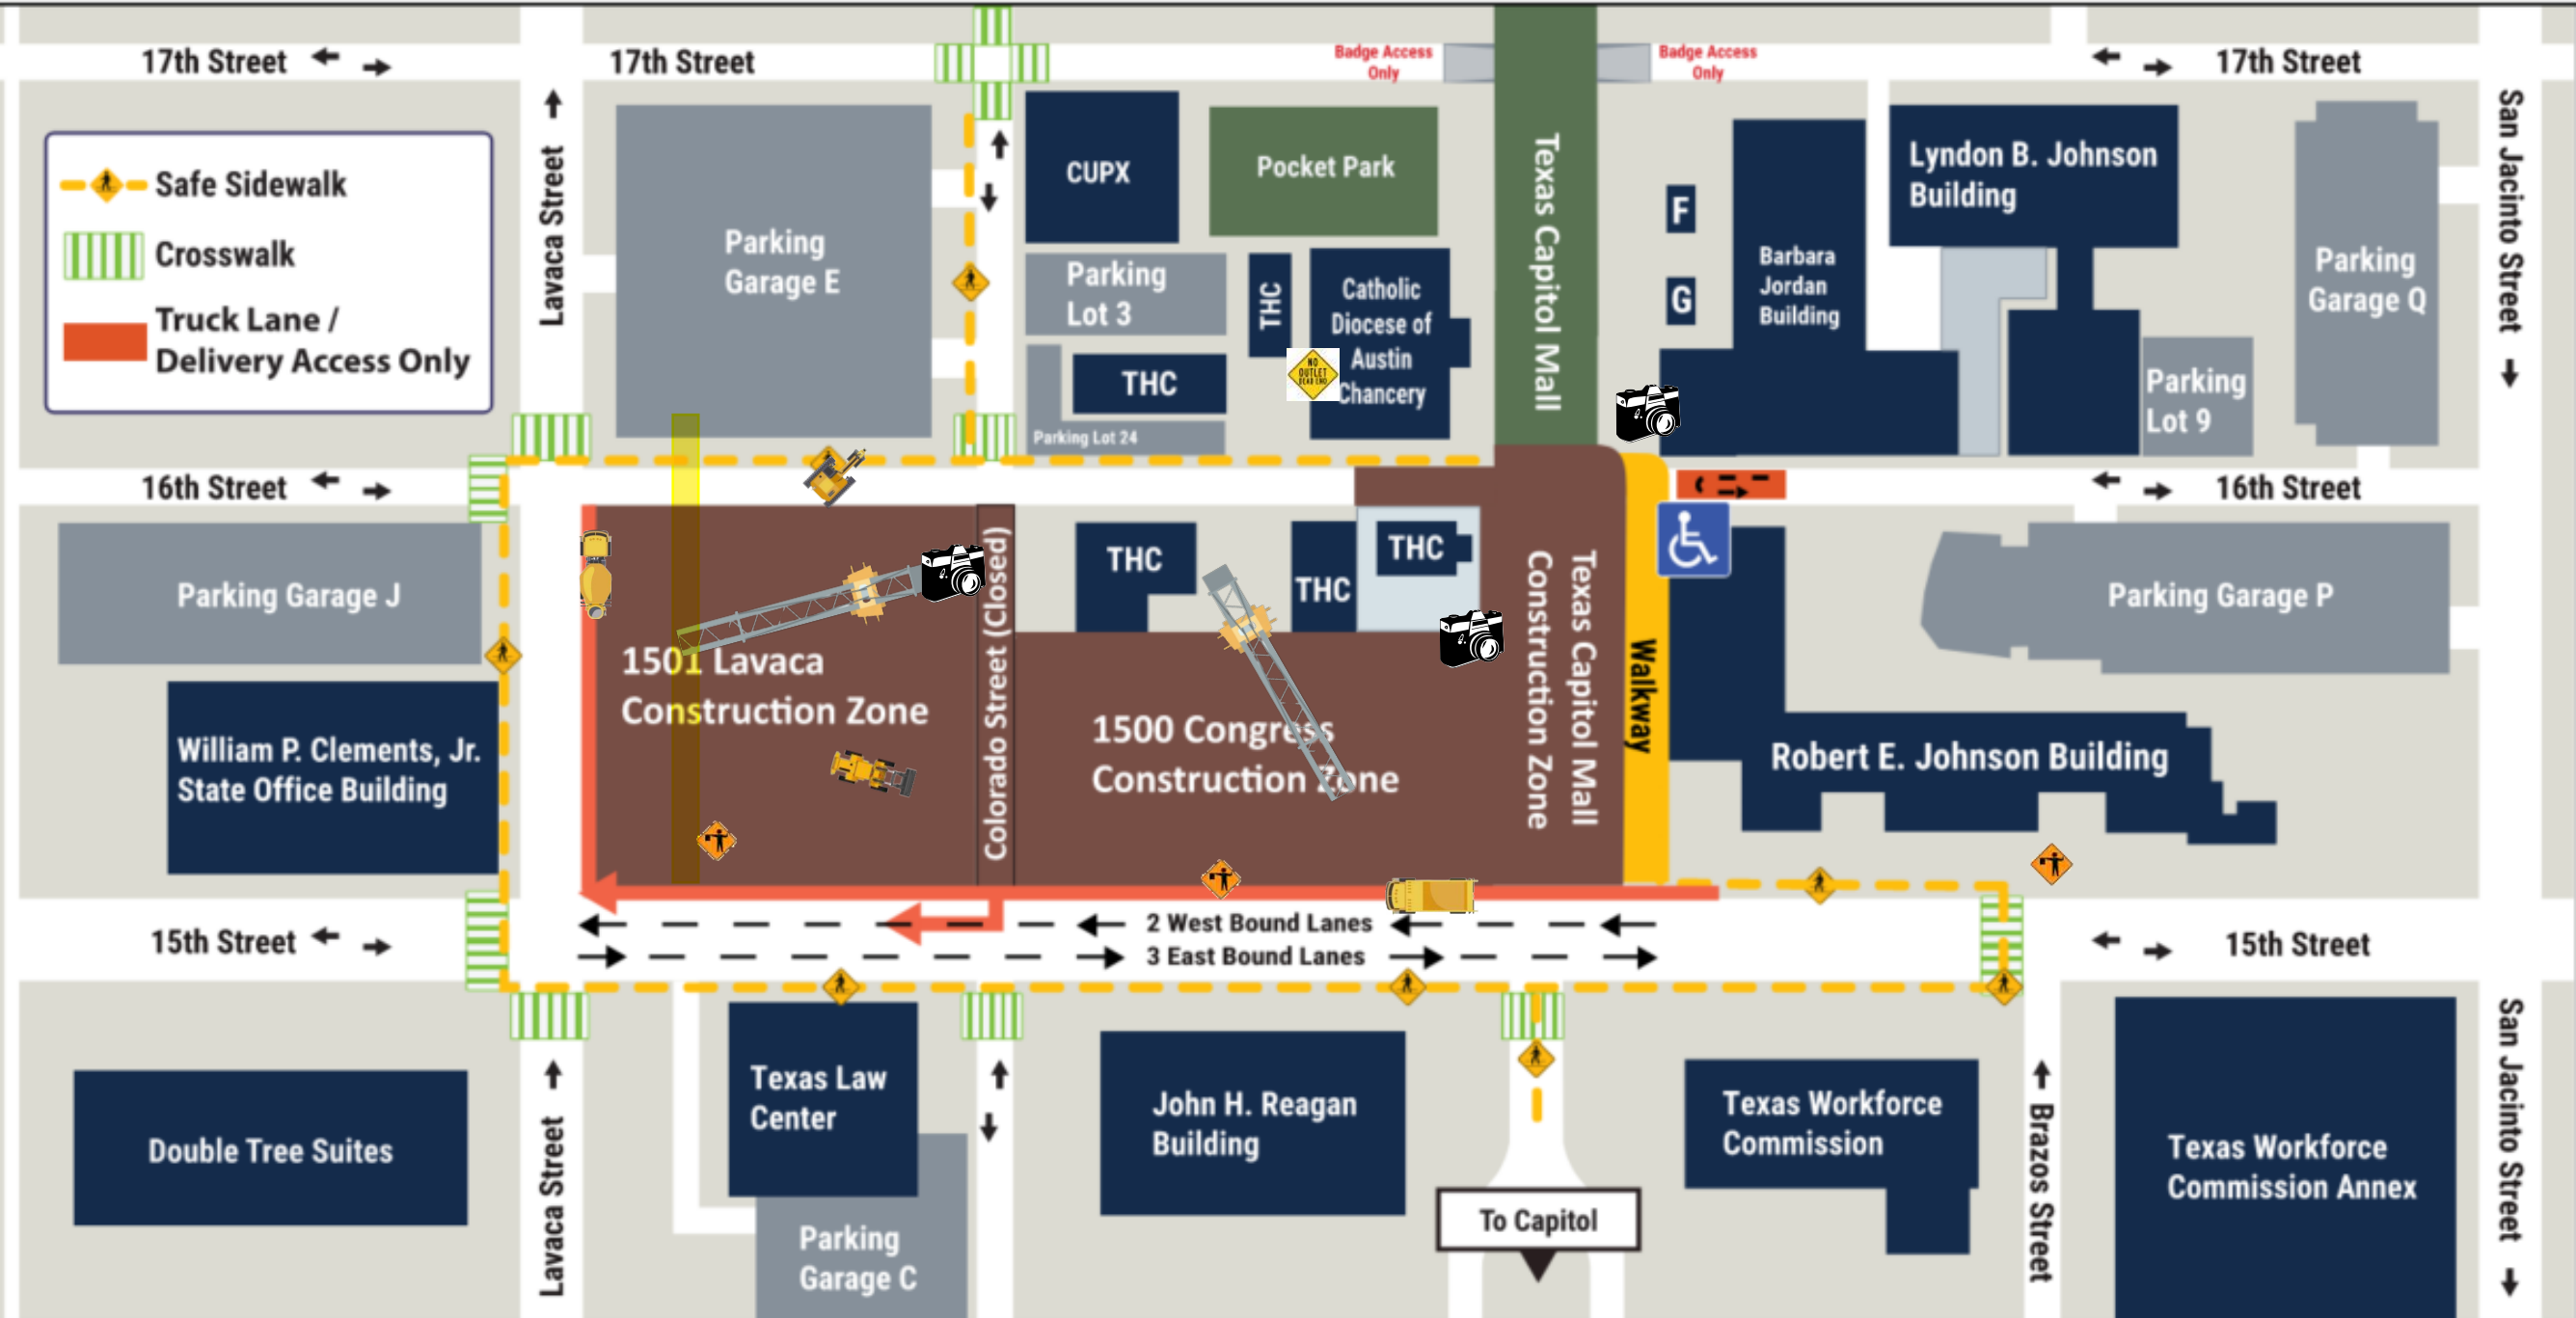 17th Street
17th Street
Badge Access
Only
Badge Access
Only
17th Street
Safe Sidewalk
Crosswalk
Truck Lane /
Delivery Access Only
Lavaca Street
Parking
Garage E
CUPX
Pocket Park
Parking
Lot 3
THC
Catholic
Diocese of
Austin
Chancery
NO
OUTLET
DEAD END
THC
Parking Lot 24
Texas Capitol Mall
F
G
Barbara
Jordan
Building
Lyndon B. Johnson
Building
Parking
Lot 9
Parking
Garage Q
San Jacinto Street
16th Street
16th Street
Parking Garage J
William P. Clements, Jr.
State Office Building
1501 Lavaca
Construction Zone
Colorado Street (Closed)
THC
THC
THC
1500 Congress
Construction Zone
Texas Capitol Mall
Construction Zone
Walkway
Parking Garage P
Robert E. Johnson Building
15th Street
2 West Bound Lanes
3 East Bound Lanes
15th Street
Double Tree Suites
Lavaca Street
Texas Law
Center
Parking
Garage C
John H. Reagan
Building
To Capitol
Texas Workforce
Commission
Brazos Street
Texas Workforce
Commission Annex
San Jacinto Street